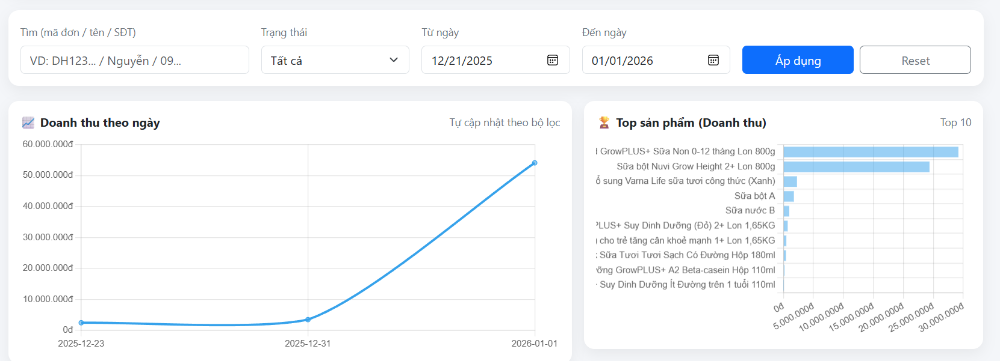 Tìm (mã đơn / tên / SĐT)
Trạng thái
Từ ngày
Đến ngày
VD: DH123... / Nguyễn / 09...
Tất cả
12/21/2025
01/01/2026
Áp dụng
Reset
Doanh thu theo ngày
Tự cập nhật theo bộ lọc
60.000.000đ
50.000.000đ
40.000.000đ
30.000.000đ
20.000.000đ
10.000.000đ
0đ
2025-12-23
2025-12-31
2026-01-01
Top sản phẩm (Doanh thu)
Top 10
GrowPLUS+ Sữa Non 0-12 tháng Lon 800g
Sữa bột Nuvi Grow Height 2+ Lon 800g
sung Varna Life sữa tươi công thức (Xanh)
Sữa bột A
Sữa nước B
PLUS+ Suy Dinh Dưỡng (Đỏ) 2+ Lon 1,65KG
cho trẻ tăng cân khoẻ mạnh 1+ Lon 1,65KG
Sữa Tươi Tươi Sạch Có Đường Hộp 180ml
GrowPLUS+ A2 Beta-casein Hộp 110ml
Suy Dinh Dưỡng Ít Đường trên 1 tuổi 110ml
0đ
5.000.000đ
10.000.000đ
15.000.000đ
20.000.000đ
25.000.000đ
30.000.000đ